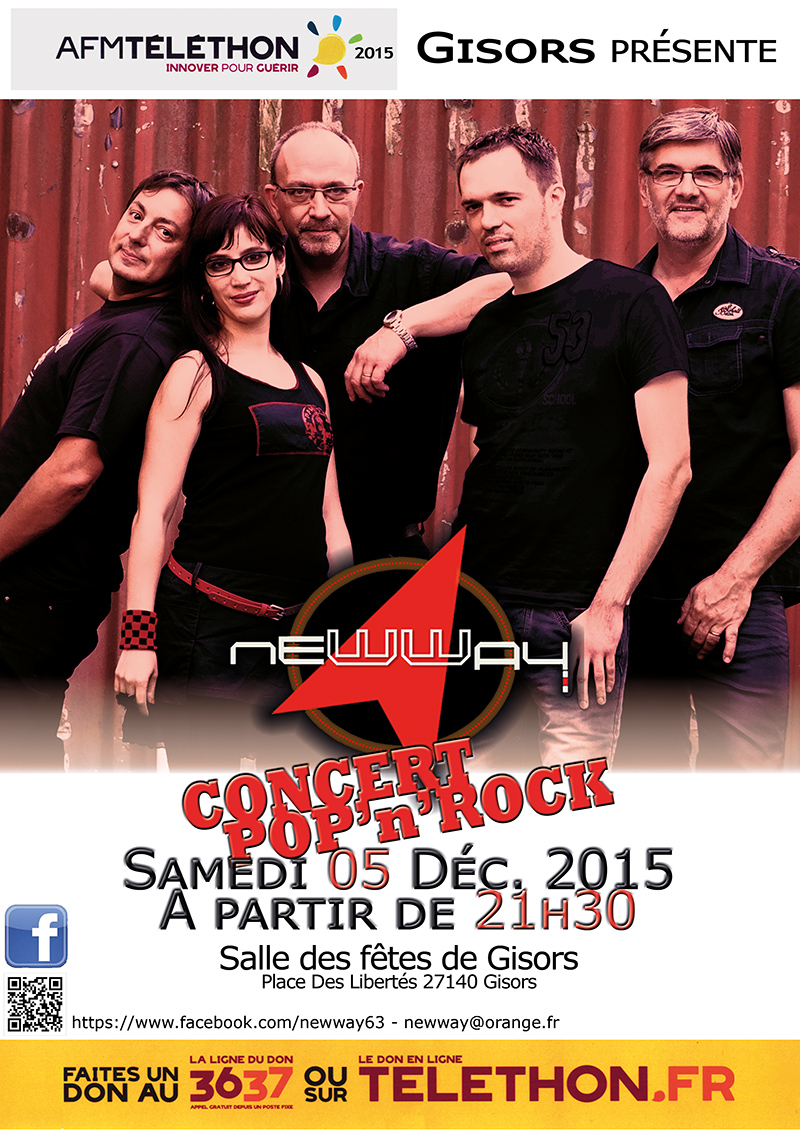 AFMTÉLÉTHON
INNOVER POUR GUÉRIR
2015
GISORS PRÉSENTE
53
SCHOOL
neWWay!
CONCERT
POP'n'ROCK
SAMEDI 05 DÉC. 2015
A PARTIR DE 21H30
Salle des fêtes de Gisors
Place Des Libertés 27140 Gisors
f
https://www.facebook.com/newway63 - newway@orange.fr
FAITES UN DON AU
LA LIGNE DU DON
3637
APPEL GRATUIT DEPUIS UN POSTE FIXE
OU SUR
LE DON EN LIGNE
TELETHON.FR